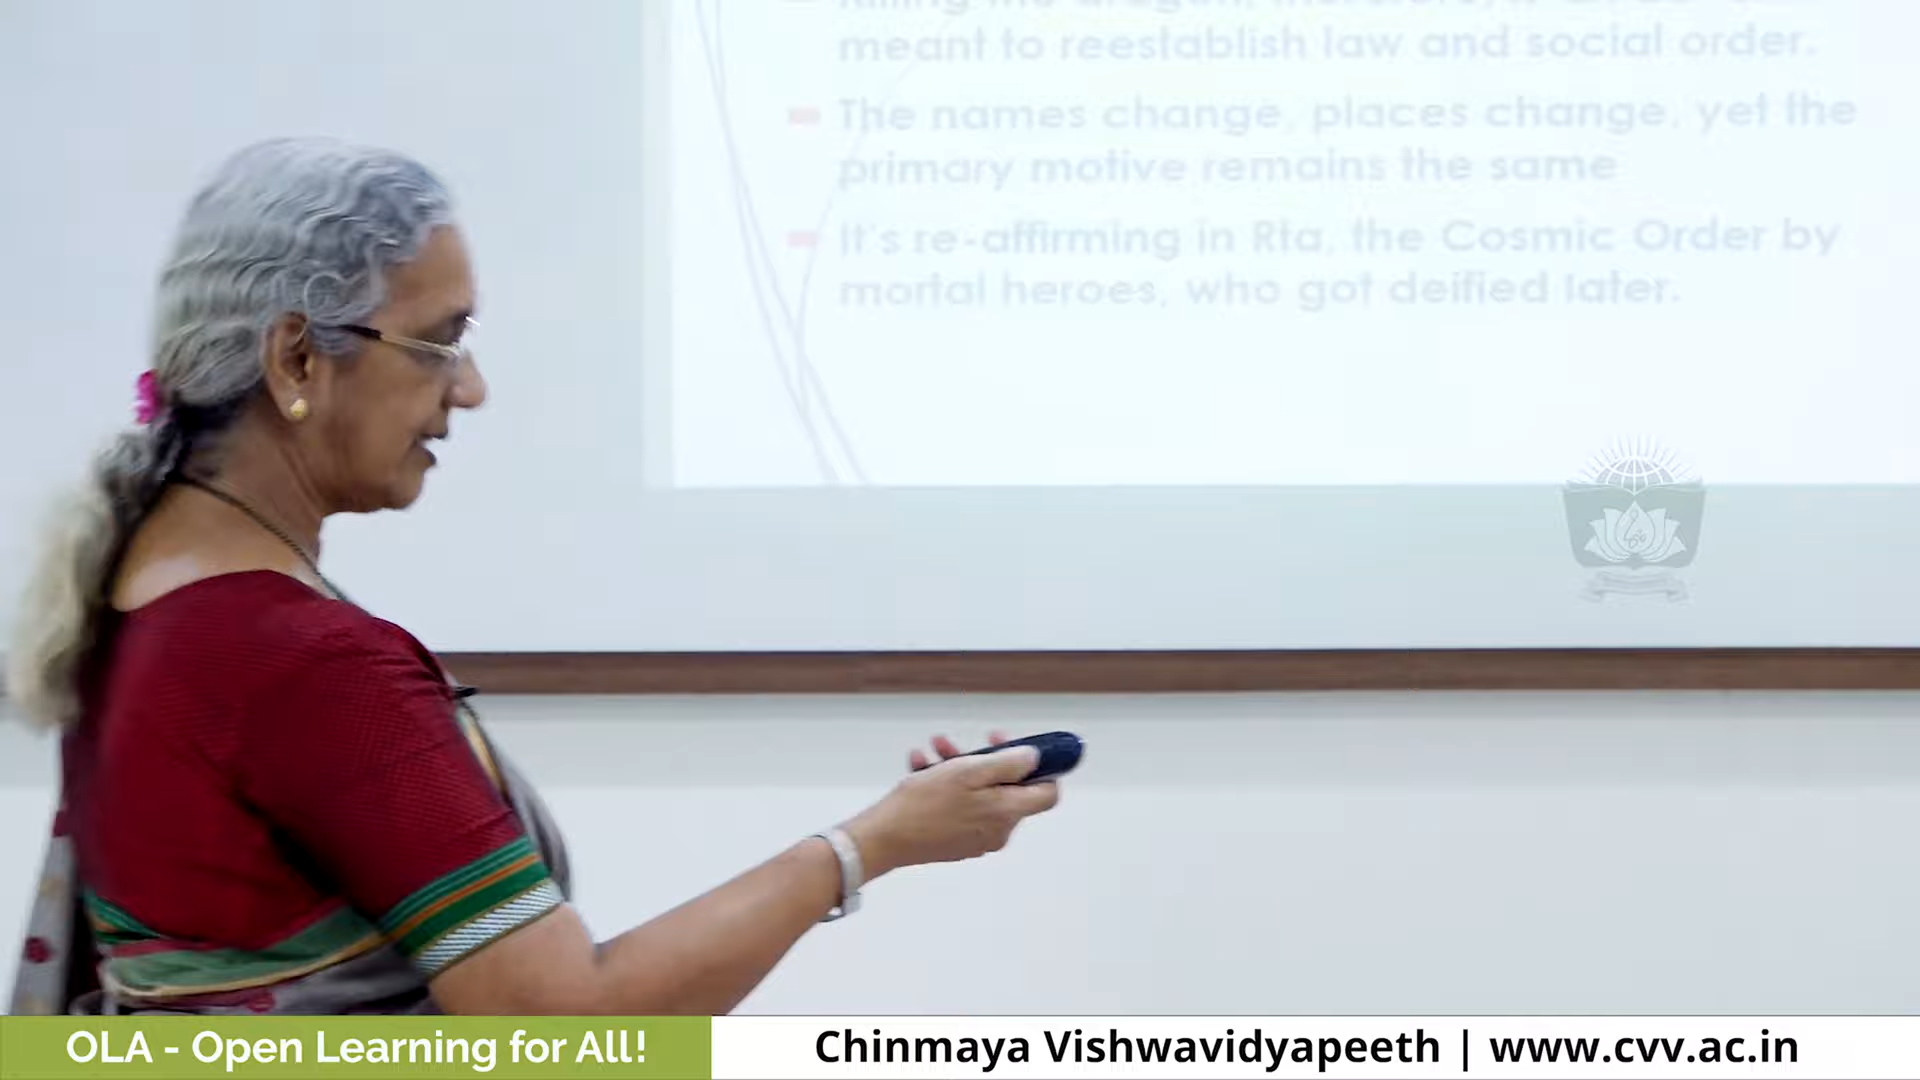 meant to reestablish law and social order.
The names change, places change, yet the
primary motive remains the same
It's re-affirming in Rta, the Cosmic Order by
mortal heroes, who got deified later.
OLA - Open Learning for All!
Chinmaya Vishwavidyapeeth | www.cvv.ac.in